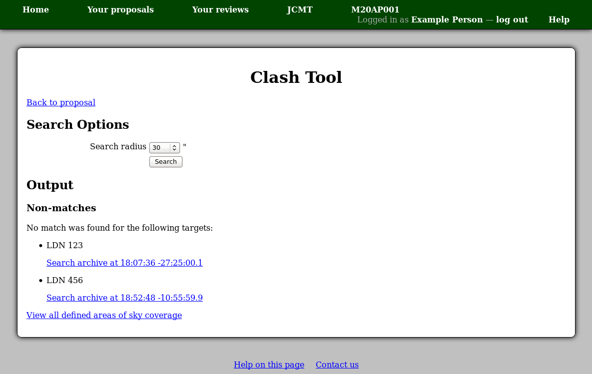 Home Your proposals Your reviews JCMT M20AP001
Logged in as Example Person — log out Help
Clash Tool
Back to proposal
Search Options
Search radius 30 "
Search
Output
Non-matches
No match was found for the following targets:
• LDN 123
Search archive at 18:07:36 -27:25:00.1
• LDN 456
Search archive at 18:52:48 -10:55:59.9
View all defined areas of sky coverage
Help on this page Contact us